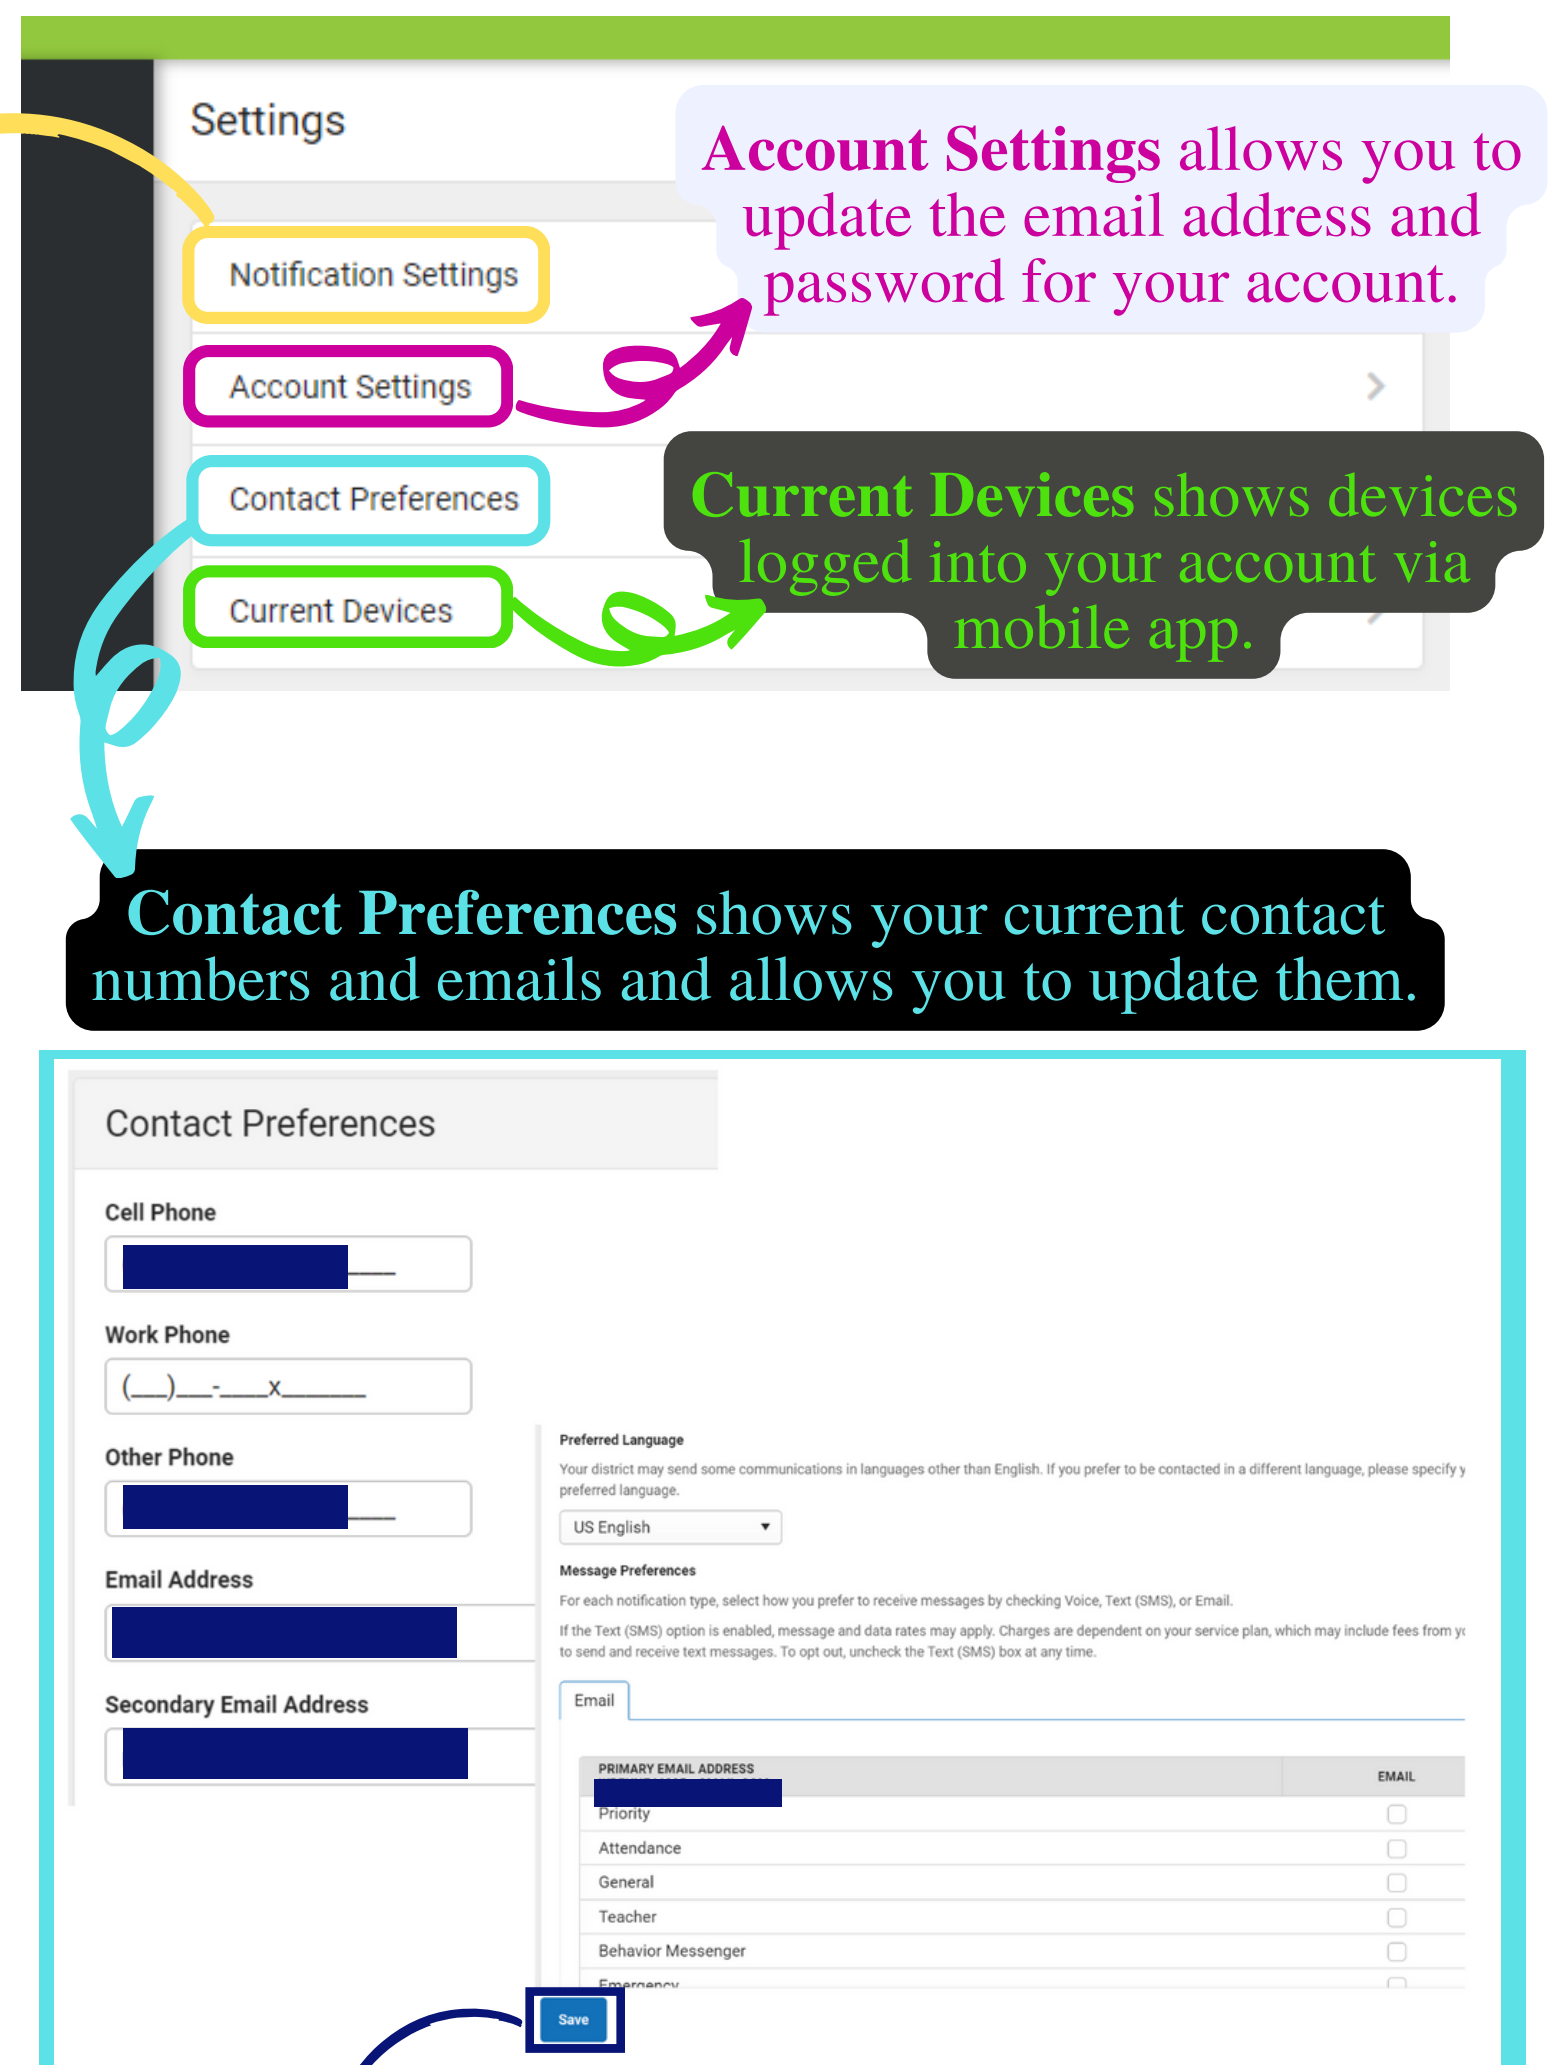 Settings
Account Settings allows you to
update the email address and
password for your account.
Notification Settings
Account Settings
Contact Preferences
Current Devices shows devices
logged into your account via
mobile app.
Current Devices
Contact Preferences shows your current contact
numbers and emails and allows you to update them.
Contact Preferences
Cell Phone
____
Work Phone
(___)___-____x_______
Other Phone
____
Email Address
Secondary Email Address
Preferred Language
Your district may send some communications in languages other than English. If you prefer to be contacted in a different language, please specify y
preferred language.
US English
Message Preferences
For each notification type, select how you prefer to receive messages by checking Voice, Text (SMS), or Email.
If the Text (SMS) option is enabled, message and data rates may apply. Charges are dependent on your service plan, which may include fees from yo
to send and receive text messages. To opt out, uncheck the Text (SMS) box at any time.
Email
PRIMARY EMAIL ADDRESS
EMAIL
Priority
Attendance
General
Teacher
Behavior Messenger
Emergency
Save